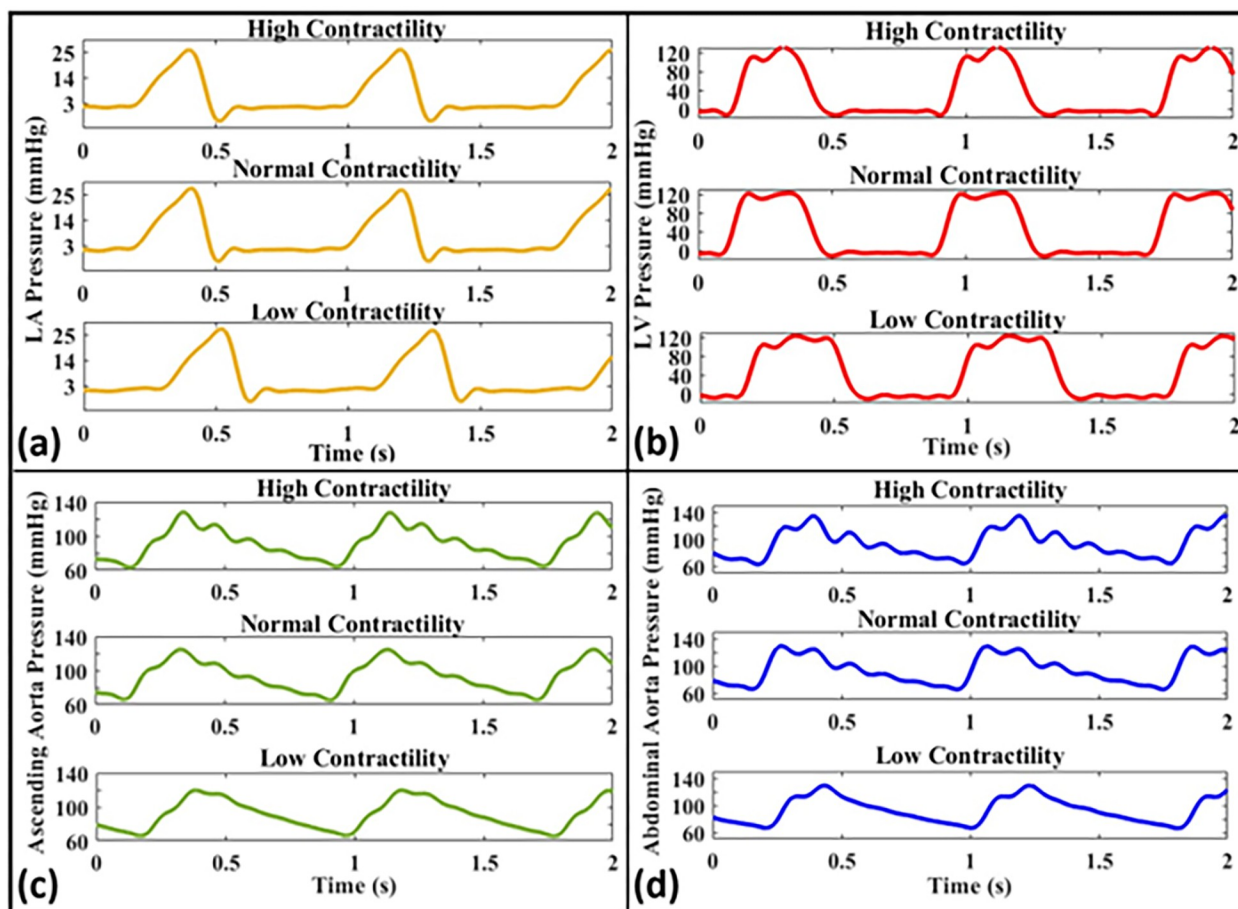 High Contractility
25
14
3
0 0.5 1 1.5 2
Normal Contractility
25
14
3
0 0.5 1 1.5 2
Low Contractility
25
14
3
0 0.5 1 1.5 2
LA Pressure (mmHg)
Time (s)
(a)
High Contractility
120
80
40
0
0 0.5 1 1.5 2
Normal Contractility
120
80
40
0
0 0.5 1 1.5 2
Low Contractility
120
80
40
0
0 0.5 1 1.5 2
LV Pressure (mmHg)
Time (s)
(b)
High Contractility
140
100
60
0 0.5 1 1.5 2
Normal Contractility
140
100
60
0 0.5 1 1.5 2
Low Contractility
140
100
60
0 0.5 1 1.5 2
Ascending Aorta Pressure (mmHg)
Time (s)
(c)
High Contractility
140
100
60
0 0.5 1 1.5 2
Normal Contractility
140
100
60
0 0.5 1 1.5 2
Low Contractility
140
100
60
0 0.5 1 1.5 2
Abdominal Aorta Pressure (mmHg)
Time (s)
(d)